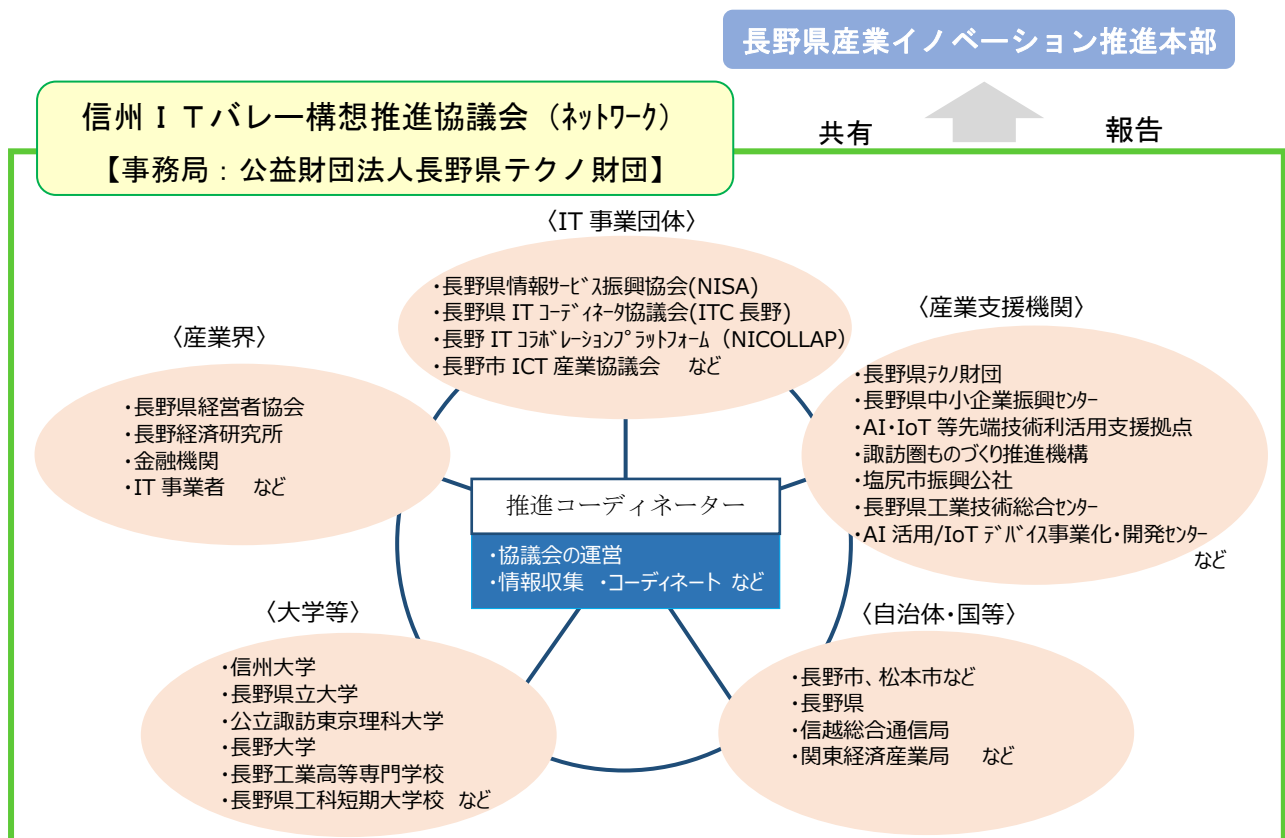 長野県産業イノベーション推進本部
共有
報告
信州ＩＴバレー構想推進協議会（ﾈｯﾄﾜｰｸ）
【事務局：公益財団法人長野県テクノ財団】
〈IT 事業団体〉
・長野県情報ｻｰﾋﾞｽ振興協会(NISA)
・長野県 IT ｺｰﾃﾞｨﾈｰﾀ協議会(ITC 長野)
・長野 IT ｺﾗﾎﾞﾚｰｼｮﾝﾌﾟﾗｯﾄﾌｫｰﾑ（NICOLLAP）
・長野市 ICT 産業協議会　など
〈産業界〉
・長野県経営者協会
・長野経済研究所
・金融機関
・IT 事業者　など
〈産業支援機関〉
・長野県ﾃｸﾉ財団
・長野県中小企業振興ｾﾝﾀｰ
・AI・IoT 等先端技術利活用支援拠点
・諏訪圏ものづくり推進機構
・塩尻市振興公社
・長野県工業技術総合ｾﾝﾀｰ
・AI 活用/IoT ﾃﾞﾊﾞｲｽ事業化・開発ｾﾝﾀｰ
など
推進コーディネーター
・協議会の運営
・情報収集 ・ｺｰﾃﾞｨﾈｰﾄ など
〈大学等〉
・信州大学
・長野県立大学
・公立諏訪東京理科大学
・長野大学
・長野工業高等専門学校
・長野県工科短期大学校 など
〈自治体・国等〉
・長野市、松本市など
・長野県
・信越総合通信局
・関東経済産業局　など